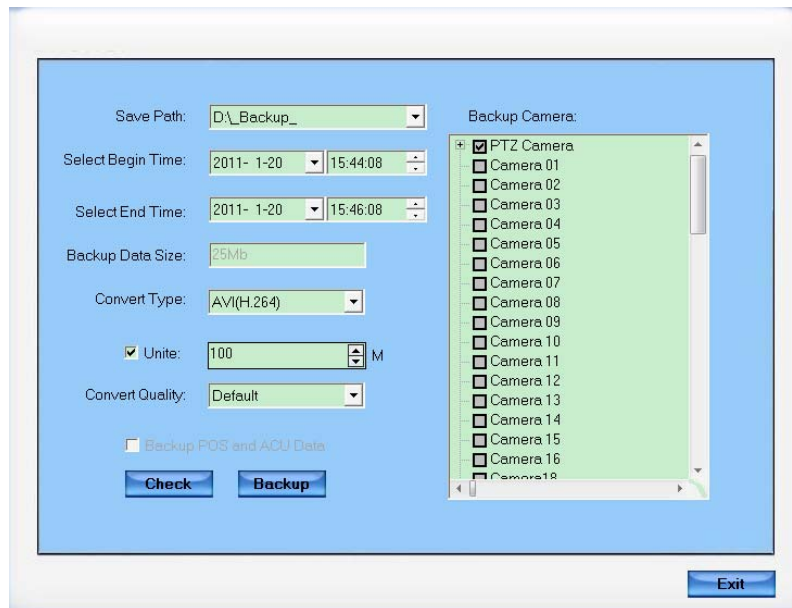 Save Path: D:\_Backup_
Select Begin Time: 2011- 1-20 15:44:08
Select End Time: 2011- 1-20 15:46:08
Backup Data Size: 25Mb
Convert Type: AVI(H.264)
Unite: 100 M
Convert Quality: Default
Backup POS and ACU Data
Check Backup
Backup Camera:
PTZ Camera
Camera 01
Camera 02
Camera 03
Camera 04
Camera 05
Camera 06
Camera 07
Camera 08
Camera 09
Camera 10
Camera 11
Camera 12
Camera 13
Camera 14
Camera 15
Camera 16
Camera18
Exit